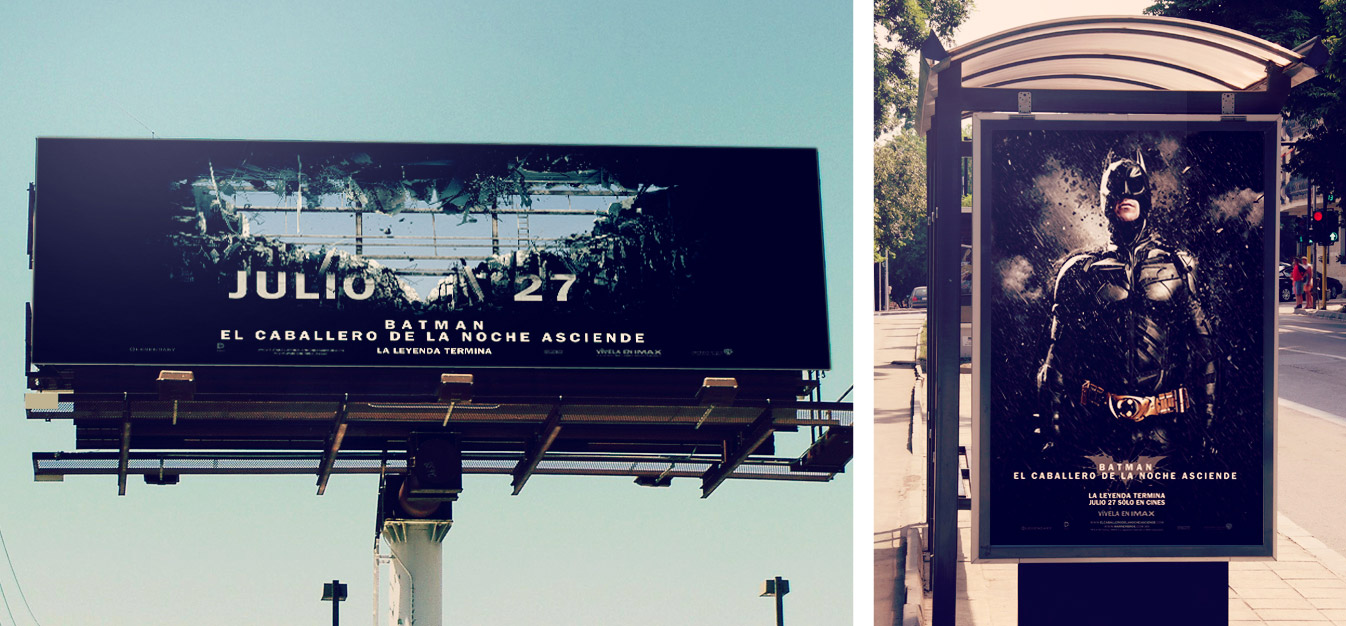 JULIO 27
BATMAN
EL CABALLERO DE LA NOCHE ASCIENDE
LA LEYENDA TERMINA
VÍVELA EN IMAX
BATMAN
EL CABALLERO DE LA NOCHE ASCIENDE
LA LEYENDA TERMINA
JULIO 27 SÓLO EN CINES
VÍVELA EN IMAX